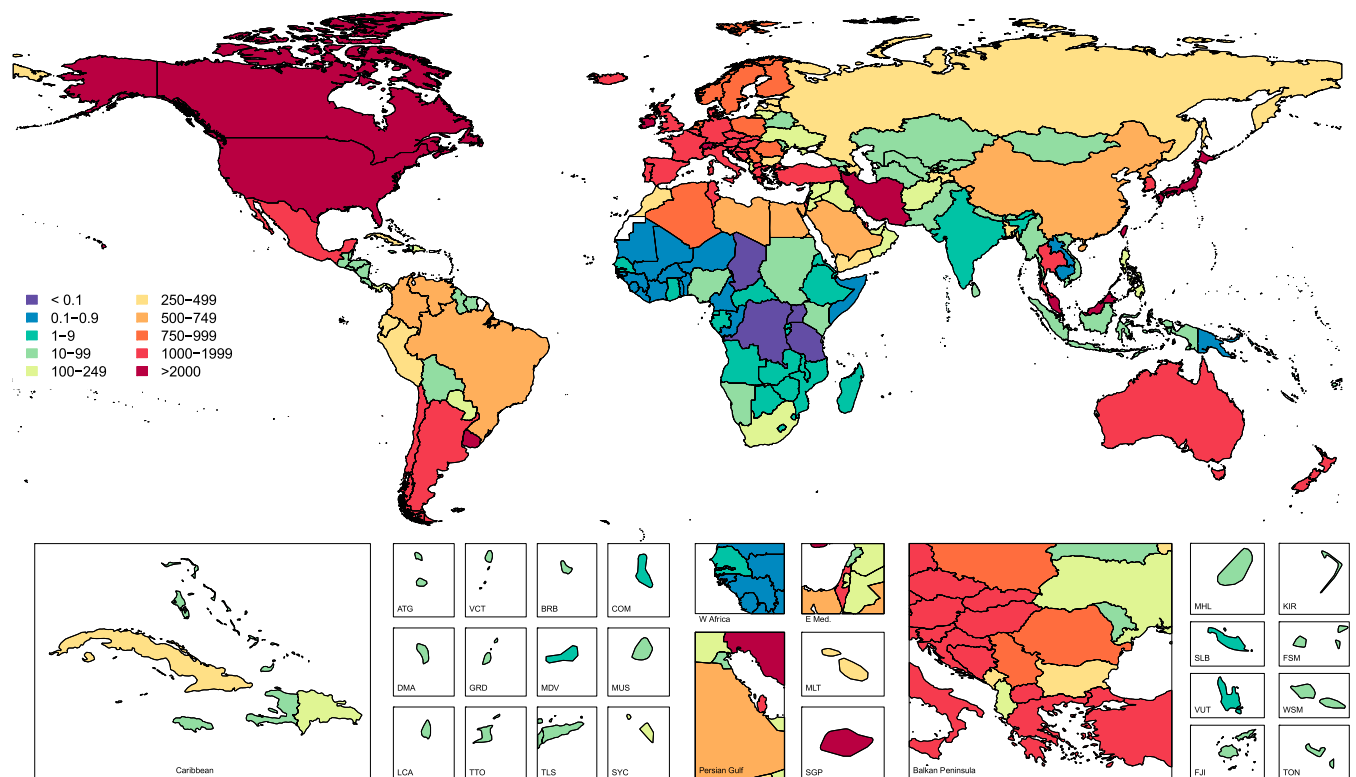 < 0.1
0.1−0.9
1−9
10−99
100−249
250−499
500−749
750−999
1000−1999
>2000
Caribbean
ATG
VCT
BRB
COM
DMA
GRD
MDV
MUS
LCA
TTO
TLS
SYC
W Africa
E Med.
Persian Gulf
MLT
SGP
Balkan Peninsula
MHL
KIR
SLB
FSM
VUT
WSM
FJI
TON